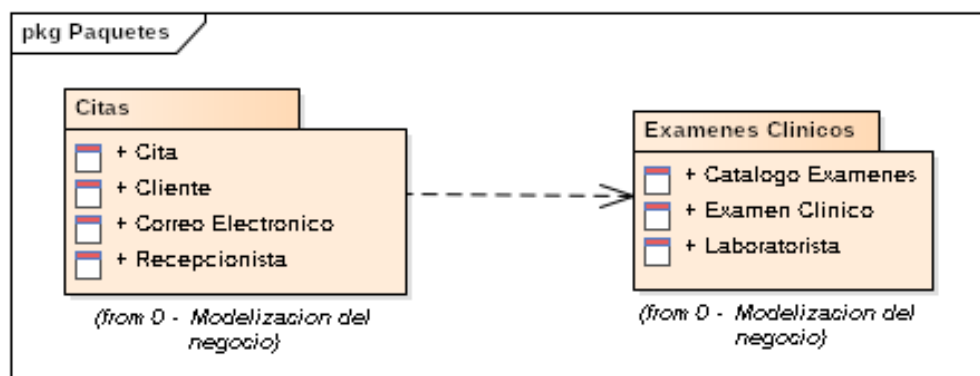 pkg Paquetes
Citas
+ Cita
+ Cliente
+ Correo Electronico
+ Recepcionista
(from 0 - Modelizacion del
negocio)
Examenes Clinicos
+ Catalogo Examenes
+ Examen Clinico
+ Laboratorista
(from 0 - Modelizacion del
negocio)